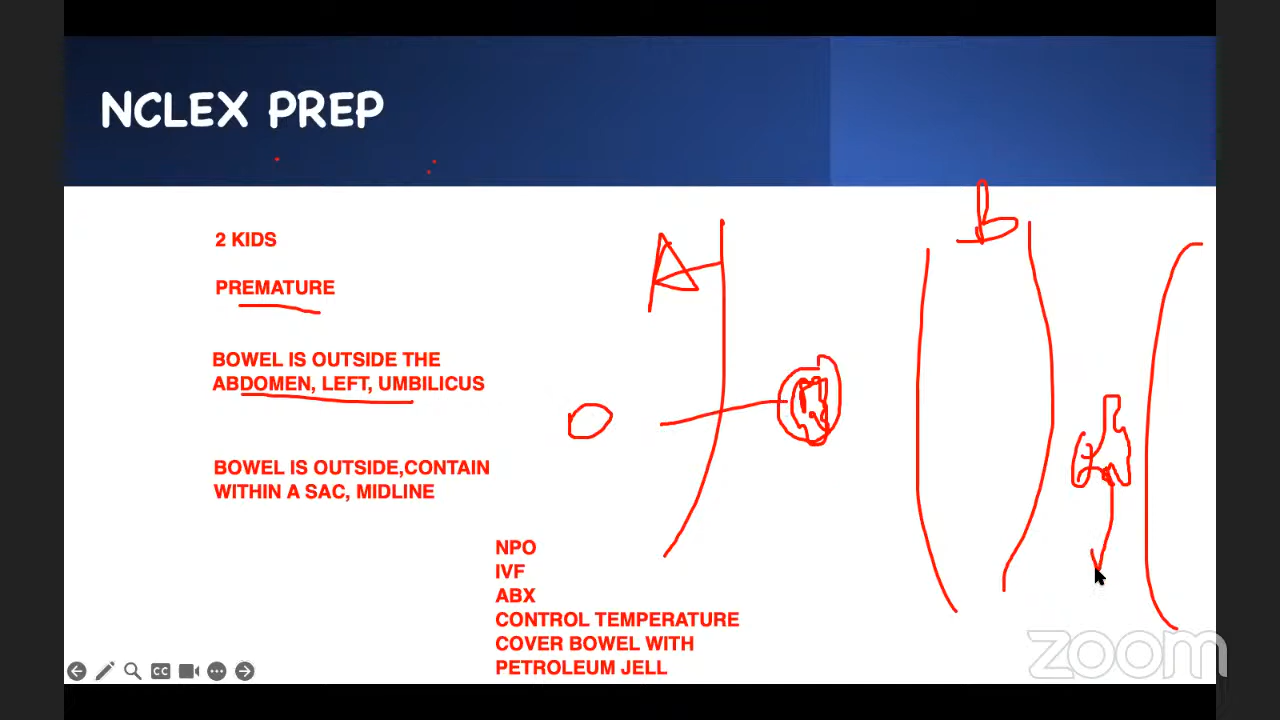 NCLEX PREP
2 KIDS
PREMATURE
BOWEL IS OUTSIDE THE
ABDOMEN, LEFT, UMBILICUS
BOWEL IS OUTSIDE,CONTAIN
WITHIN A SAC, MIDLINE
NPO
IVF
ABX
CONTROL TEMPERATURE
COVER BOWEL WITH
PETROLEUM JELL
A
B
O
CC
zoom